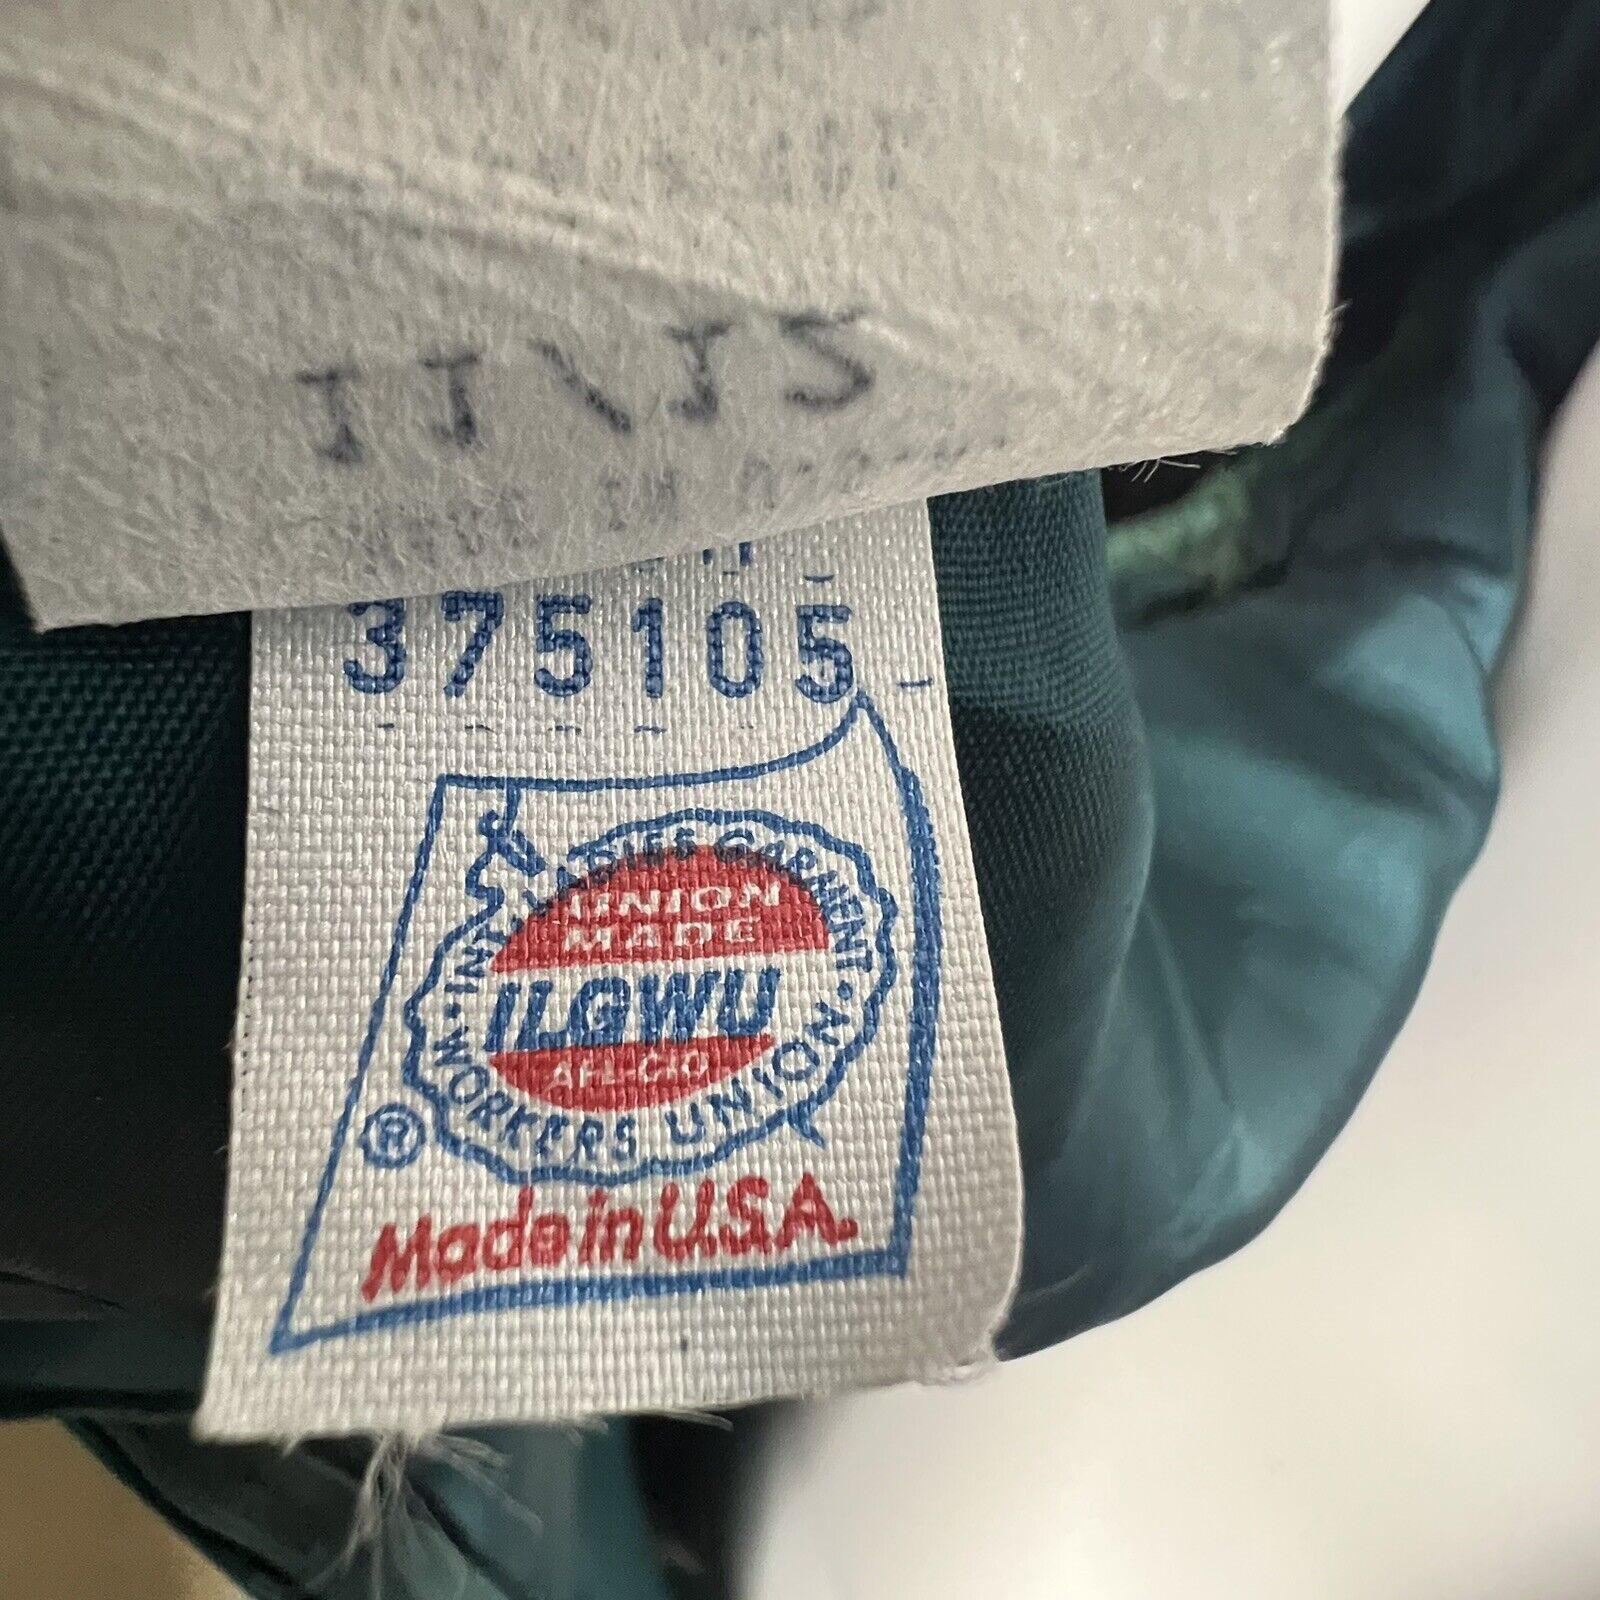 375105
INT. LADIES GARMENT
UNION
MADE
ILGWU
AFL-CIO
WORKERS UNION
®
Made in U.S.A.